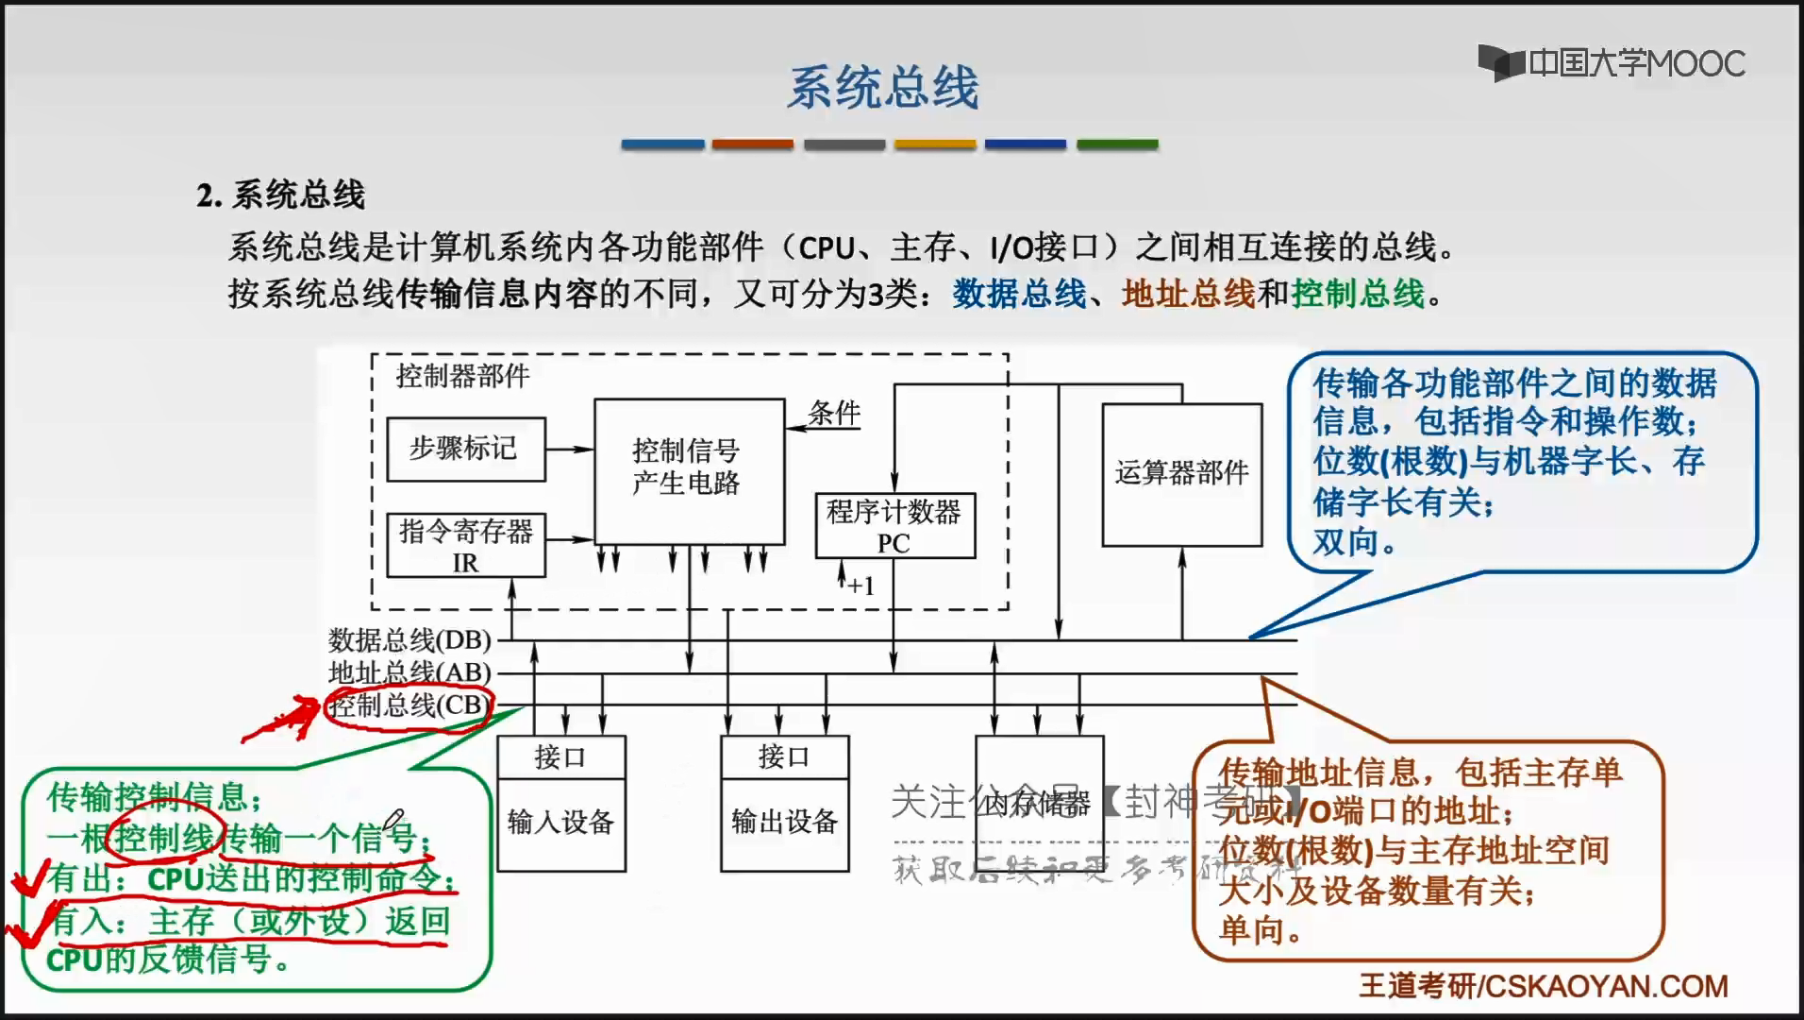 中国大学MOOC
系统总线
2. 系统总线
系统总线是计算机系统内各功能部件（CPU、主存、I/O接口）之间相互连接的总线。
按系统总线传输信息内容的不同，又可分为3类：数据总线、地址总线和控制总线。
控制器部件
步骤标记
控制信号
产生电路
条件
指令寄存器
IR
程序计数器
PC
+1
运算器部件
传输各功能部件之间的数据
信息，包括指令和操作数；
位数(根数)与机器字长、存
储字长有关；
双向。
数据总线(DB)
地址总线(AB)
控制总线(CB)
接口
输入设备
接口
输出设备
内存储器
传输控制信息；
一根控制线传输一个信号；
有出：CPU送出的控制命令；
有入：主存（或外设）返回
CPU的反馈信号。
传输地址信息，包括主存单
元或I/O端口的地址；
位数(根数)与主存地址空间
大小及设备数量有关；
单向。
关注公众号【封神考研】
获取后续和更多考研资料
王道考研/CSKAOYAN.COM